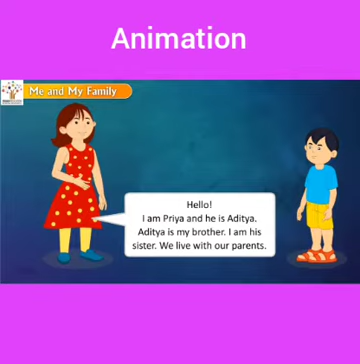 Animation
Me and My Family
Hello!
I am Priya and he is Aditya.
Aditya is my brother. I am his
sister. We live with our parents.